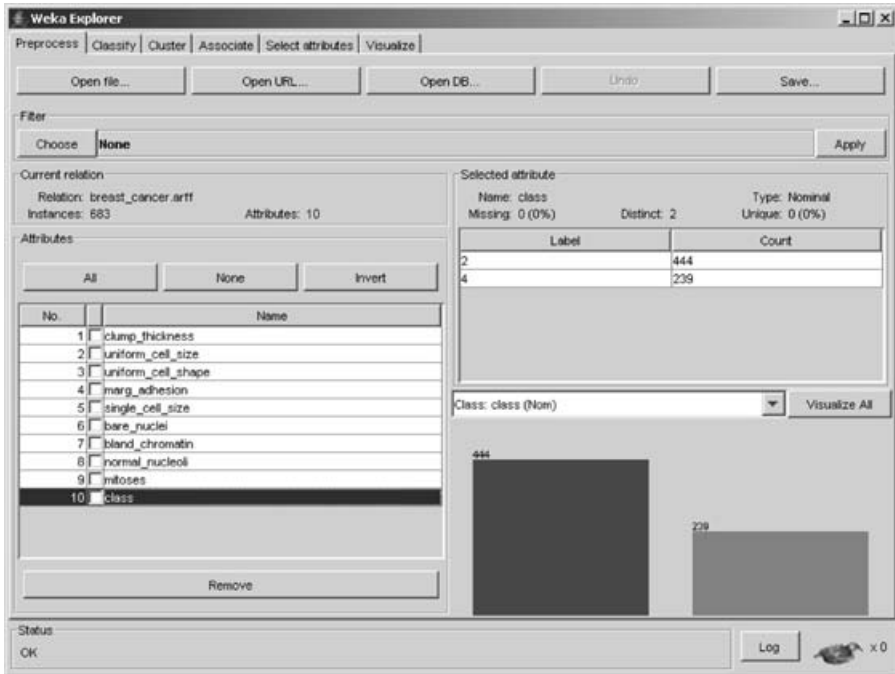 Weka Explorer
Preprocess Classify Cluster Associate Select attributes Visualize
Open file... Open URL... Open DB... Undo Save...
Filter
Choose None Apply
Current relation
Relation: breast_cancer.arff
Instances: 683 Attributes: 10
Selected attribute
Name: class Type: Nominal
Missing: 0 (0%) Distinct: 2 Unique: 0 (0%)
Label Count
2 444
4 239
Attributes
All None Invert
No. Name
1 clump_thickness
2 uniform_cell_size
3 uniform_cell_shape
4 marg_adhesion
5 single_cell_size
6 bare_nuclei
7 bland_chromatin
8 normal_nucleoli
9 mitoses
10 class
Remove
Class: class (Nom) Visualize All
444
239
Status
OK
Log x 0